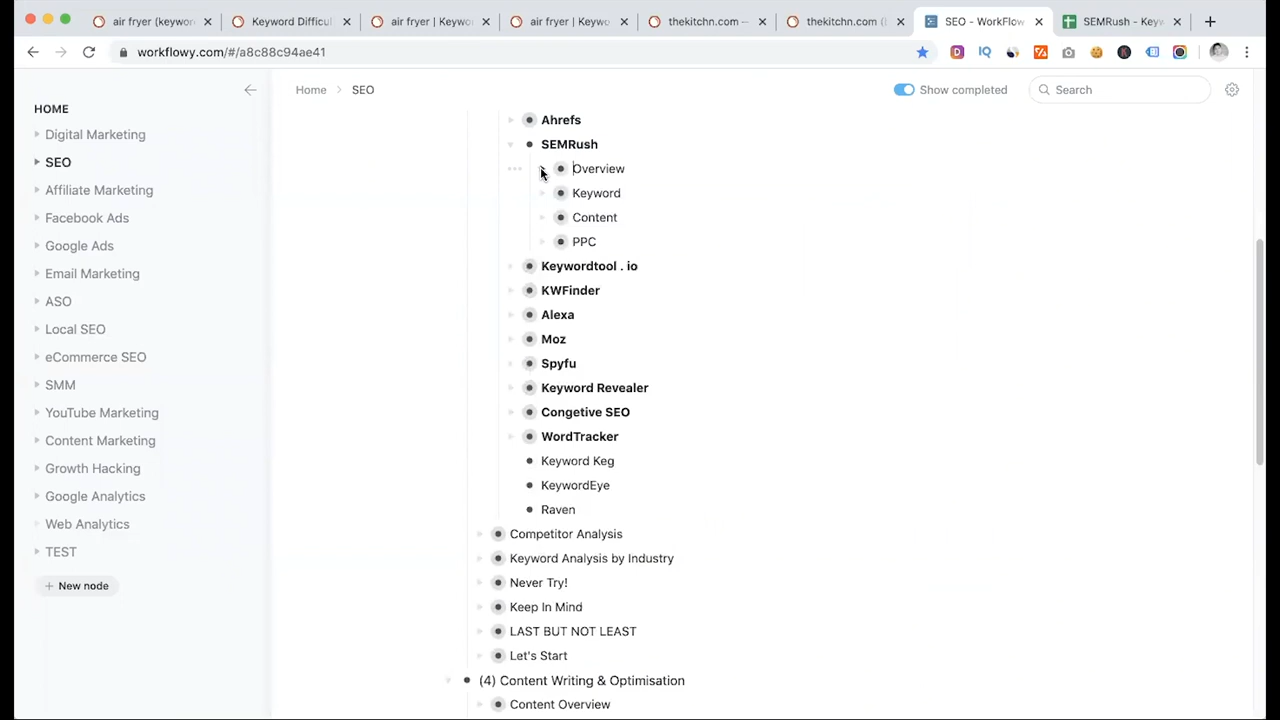 air fryer (keywor
Keyword Difficul
air fryer | Keywo
air fryer | Keywo
thekitchn.com –
thekitchn.com (
SEO - WorkFlow
SEMRush - Keyw
workflowy.com/#/a8c88c94ae41
IQ
HOME
Digital Marketing
SEO
Affiliate Marketing
Facebook Ads
Google Ads
Email Marketing
ASO
Local SEO
eCommerce SEO
SMM
YouTube Marketing
Content Marketing
Growth Hacking
Google Analytics
Web Analytics
TEST
+ New node
Home > SEO
Show completed
Search
Ahrefs
SEMRush
Overview
Keyword
Content
PPC
Keywordtool . io
KWFinder
Alexa
Moz
Spyfu
Keyword Revealer
Congetive SEO
WordTracker
Keyword Keg
KeywordEye
Raven
Competitor Analysis
Keyword Analysis by Industry
Never Try!
Keep In Mind
LAST BUT NOT LEAST
Let's Start
(4) Content Writing & Optimisation
Content Overview